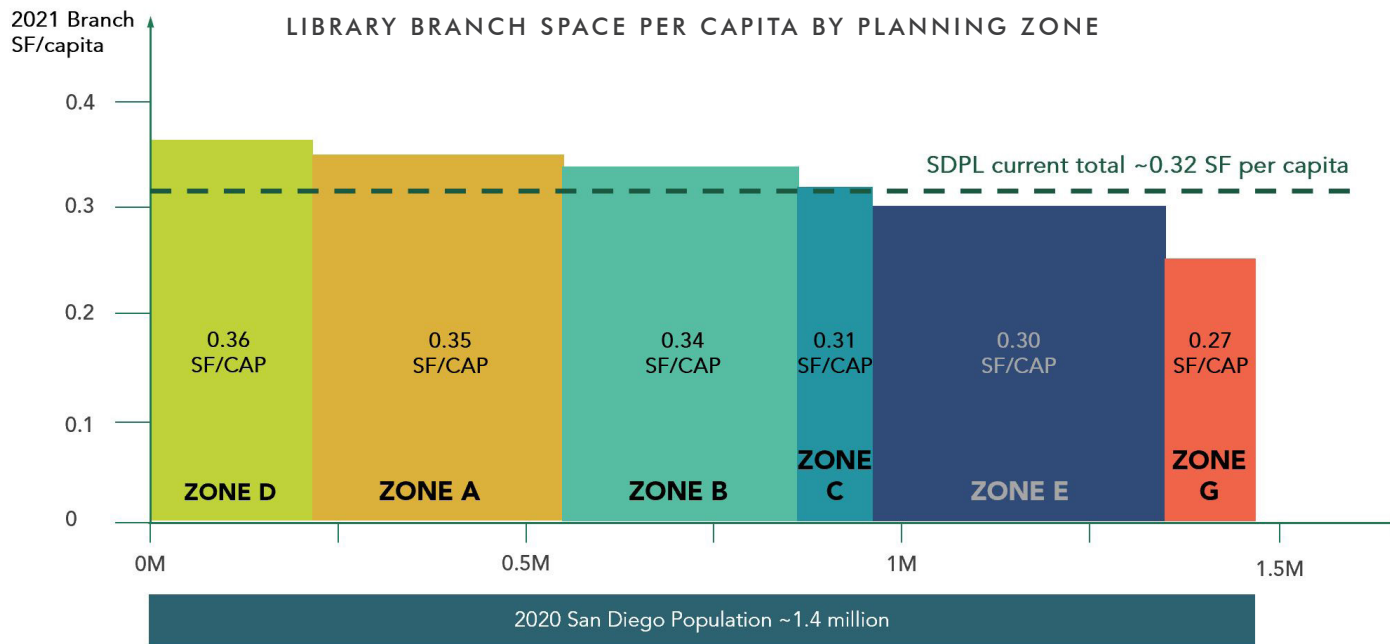 2021 Branch
SF/capita
LIBRARY BRANCH SPACE PER CAPITA BY PLANNING ZONE
0.4
SDPL current total ~0.32 SF per capita
0.3
0.2
0.36
SF/CAP
0.35
SF/CAP
0.34
SF/CAP
0.31
SF/CAP
0.30
SF/CAP
0.27
SF/CAP
0.1
ZONE D
ZONE A
ZONE B
ZONE
C
ZONE E
ZONE
G
0
0M
0.5M
1M
1.5M
2020 San Diego Population ~1.4 million